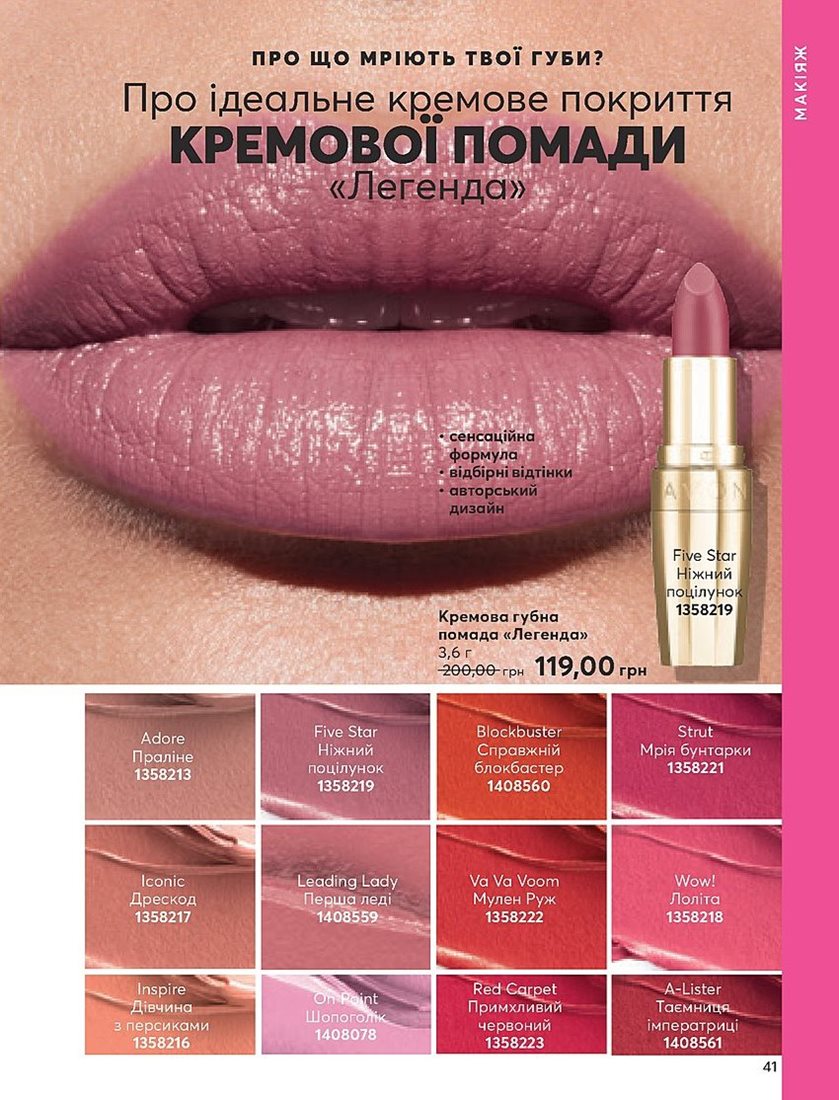 ПРО ЩО МРІЮТЬ ТВОЇ ГУБИ?
Про ідеальне кремове покриття
КРЕМОВОЇ ПОМАДИ
«Легенда»
МАКІЯЖ
• сенсаційна
формула
• відбірні відтінки
• авторський
дизайн
AVON
Five Star
Ніжний
поцілунок
1358219
Кремова губна
помада «Легенда»
3,6 г
200,00 грн 119,00 грн
Adore
Праліне
1358213
Five Star
Ніжний
поцілунок
1358219
Blockbuster
Справжній
блокбастер
1408560
Strut
Мрія бунтарки
1358221
Iconic
Дрескод
1358217
Leading Lady
Перша леді
1408559
Va Va Voom
Мулен Руж
1358222
Wow!
Лоліта
1358218
Inspire
Дівчина
з персиками
1358216
On Point
Шопоголік
1408078
Red Carpet
Примхливий
червоний
1358223
A-Lister
Таємниця
імператриці
1408561
41